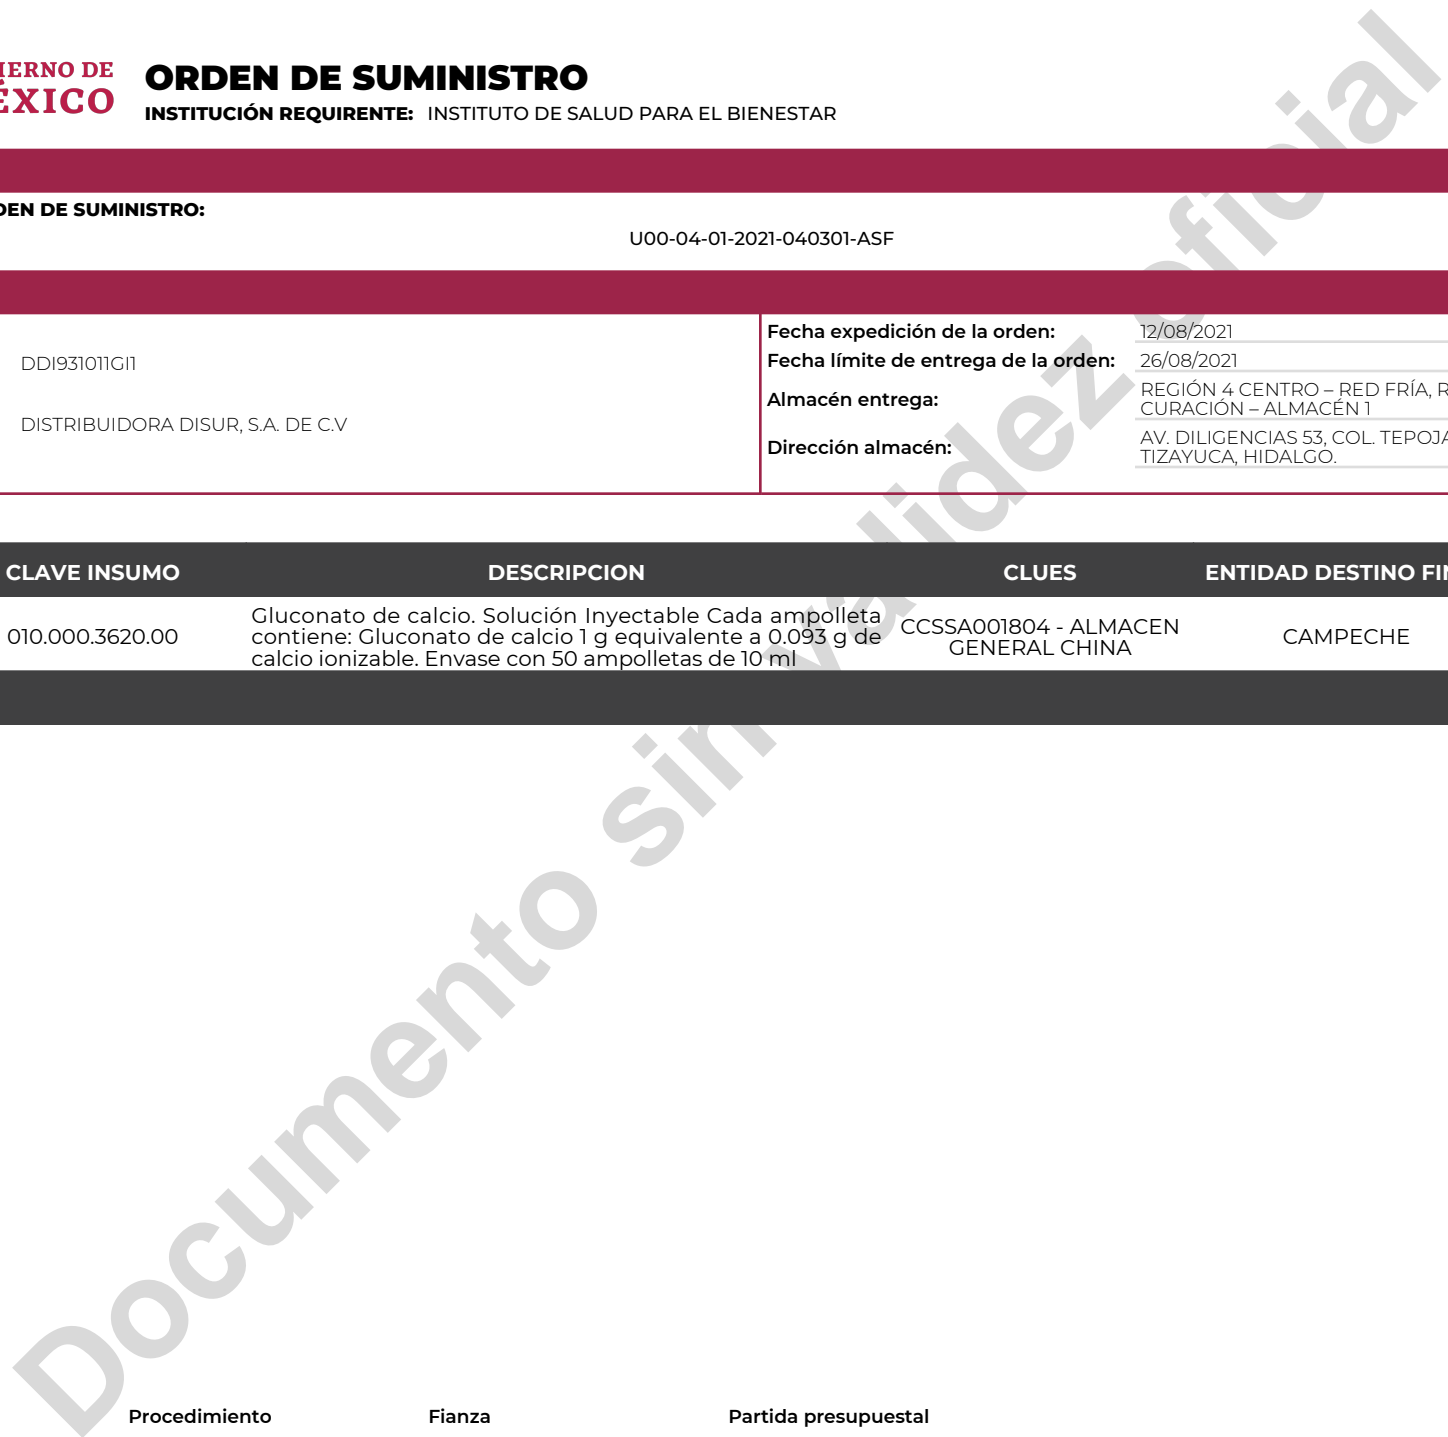 IERNO DE
ÉXICO
ORDEN DE SUMINISTRO
INSTITUCIÓN REQUIRENTE: INSTITUTO DE SALUD PARA EL BIENESTAR
DEN DE SUMINISTRO:
U00-04-01-2021-040301-ASF
DDI931011GI1
DISTRIBUIDORA DISUR, S.A. DE C.V
Fecha expedición de la orden: 12/08/2021
Fecha límite de entrega de la orden: 26/08/2021
Almacén entrega: REGIÓN 4 CENTRO – RED FRÍA, R
CURACIÓN – ALMACÉN 1
Dirección almacén: AV. DILIGENCIAS 53, COL. TEPOJA
TIZAYUCA, HIDALGO.
CLAVE INSUMO DESCRIPCION CLUES ENTIDAD DESTINO FIN
010.000.3620.00
Gluconato de calcio. Solución Inyectable Cada ampolleta
contiene: Gluconato de calcio 1 g equivalente a 0.093 g de
calcio ionizable. Envase con 50 ampolletas de 10 ml
CCSSA001804 - ALMACEN
GENERAL CHINA
CAMPECHE
Documento sin validez oficial
Procedimiento Fianza Partida presupuestal